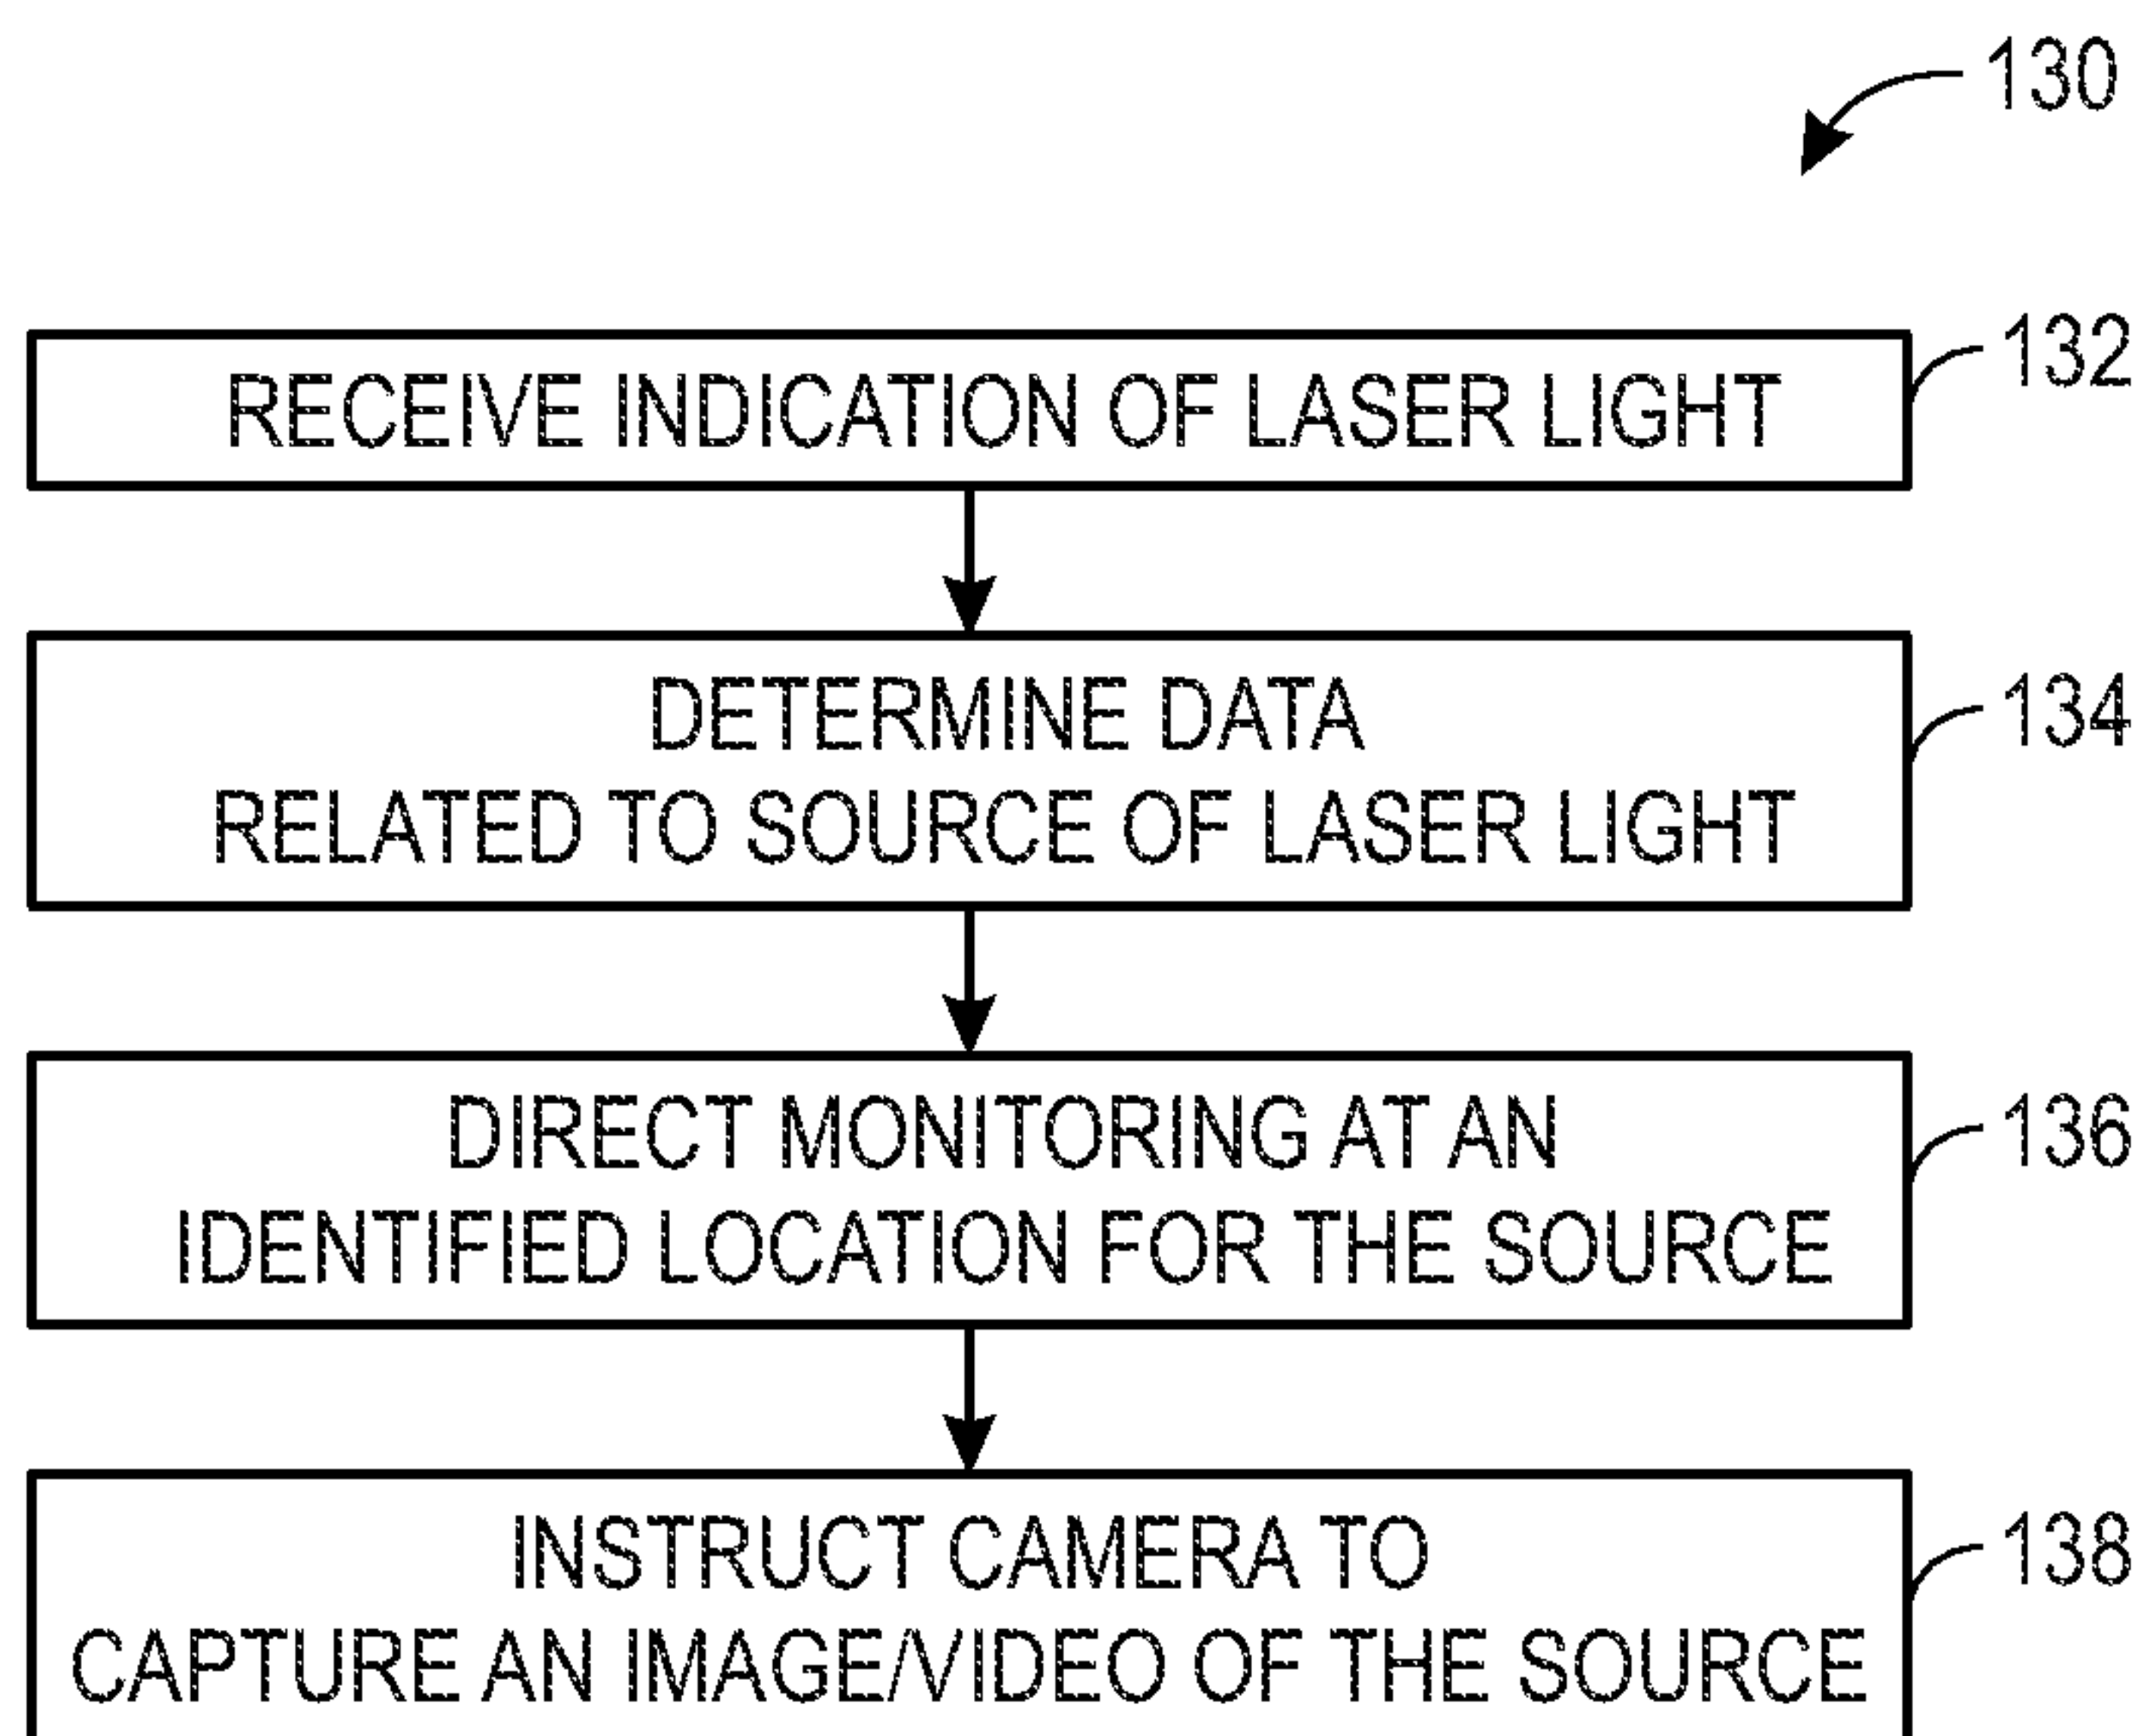 130
RECEIVE INDICATION OF LASER LIGHT
132
DETERMINE DATA
RELATED TO SOURCE OF LASER LIGHT
134
DIRECT MONITORING AT AN
IDENTIFIED LOCATION FOR THE SOURCE
136
INSTRUCT CAMERA TO
CAPTURE AN IMAGE/VIDEO OF THE SOURCE
138